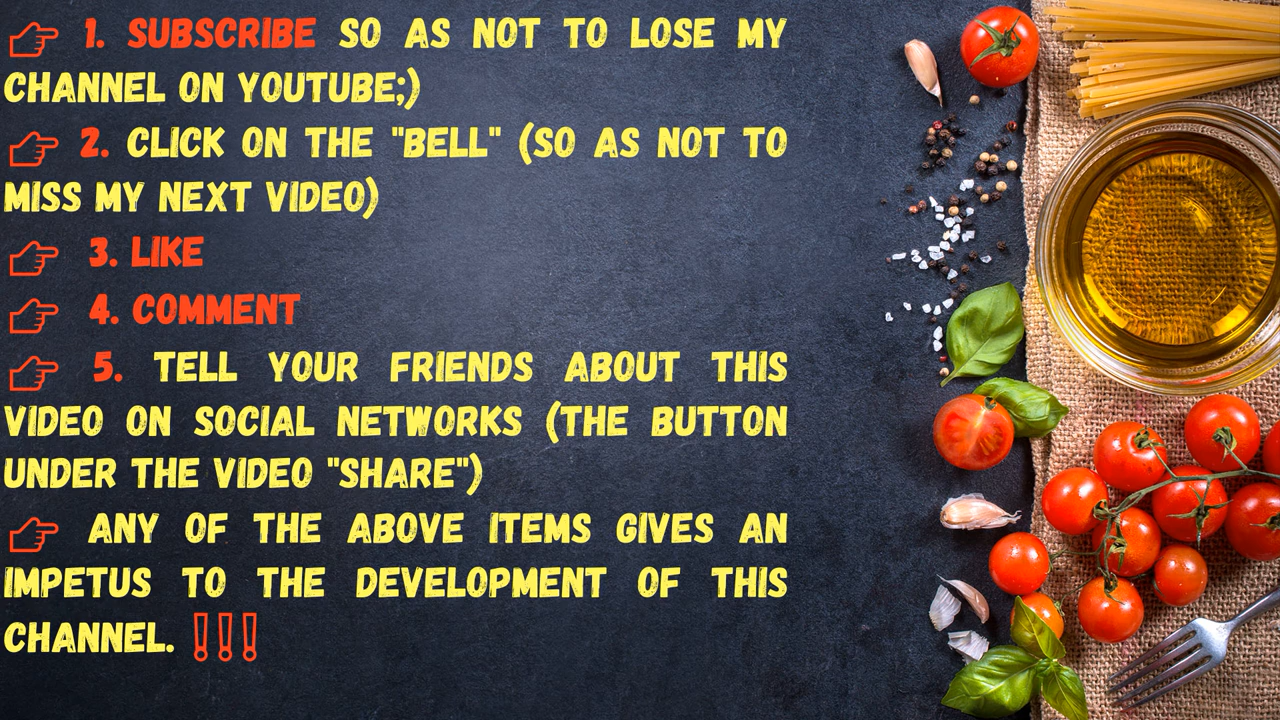 👉 1. SUBSCRIBE SO AS NOT TO LOSE MY
CHANNEL ON YOUTUBE;)
👉 2. CLICK ON THE "BELL" (SO AS NOT TO
MISS MY NEXT VIDEO)
👉 3. LIKE
👉 4. COMMENT
👉 5. TELL YOUR FRIENDS ABOUT THIS
VIDEO ON SOCIAL NETWORKS (THE BUTTON
UNDER THE VIDEO "SHARE")
👉 ANY OF THE ABOVE ITEMS GIVES AN
IMPETUS TO THE DEVELOPMENT OF THIS
CHANNEL. !!!